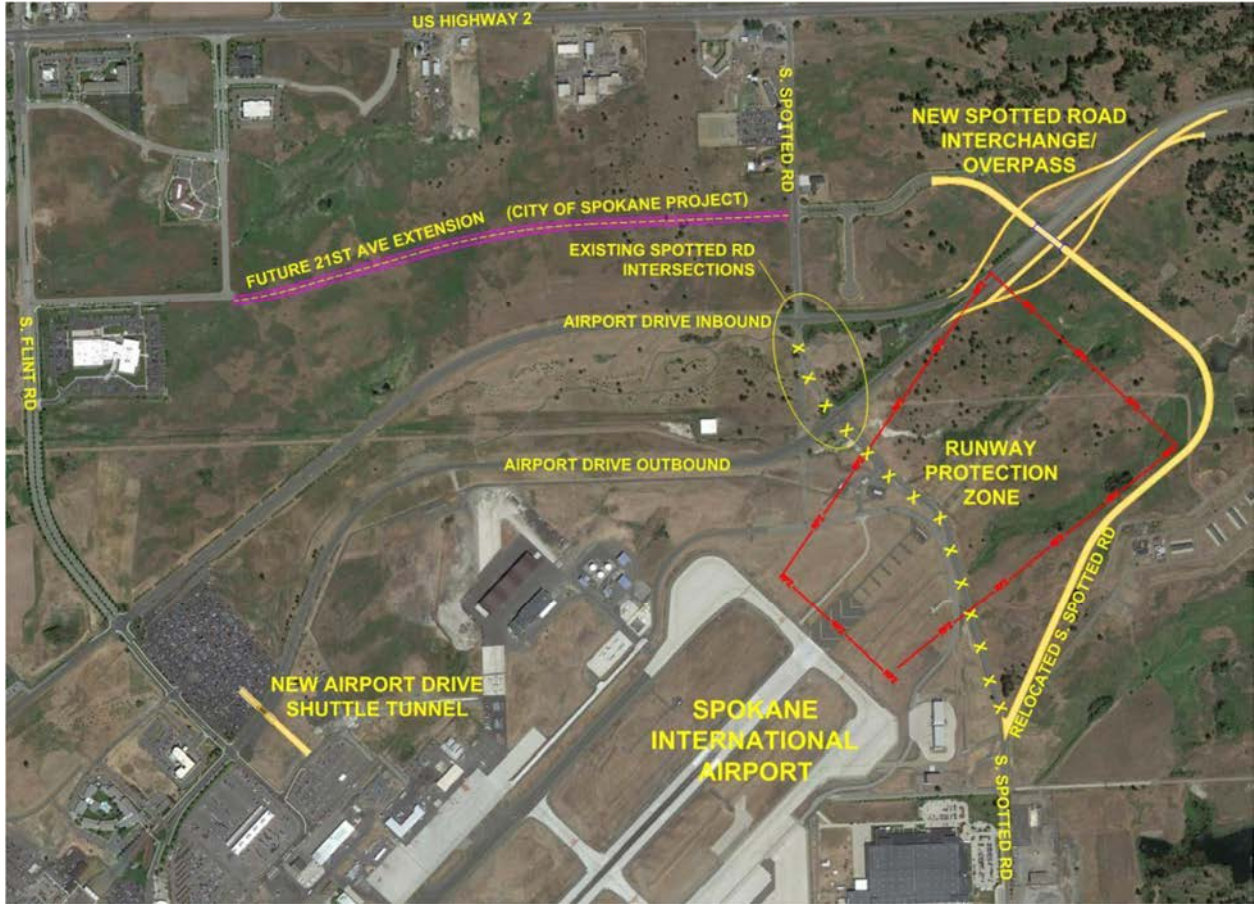 US HIGHWAY 2
S. SPOTTED RD
NEW SPOTTED ROAD
INTERCHANGE/
OVERPASS
FUTURE 21ST AVE EXTENSION (CITY OF SPOKANE PROJECT)
EXISTING SPOTTED RD
INTERSECTIONS
AIRPORT DRIVE INBOUND
S. FLINT RD
AIRPORT DRIVE OUTBOUND
RUNWAY
PROTECTION
ZONE
RELOCATED S. SPOTTED RD
NEW AIRPORT DRIVE
SHUTTLE TUNNEL
SPOKANE
INTERNATIONAL
AIRPORT
S. SPOTTED RD